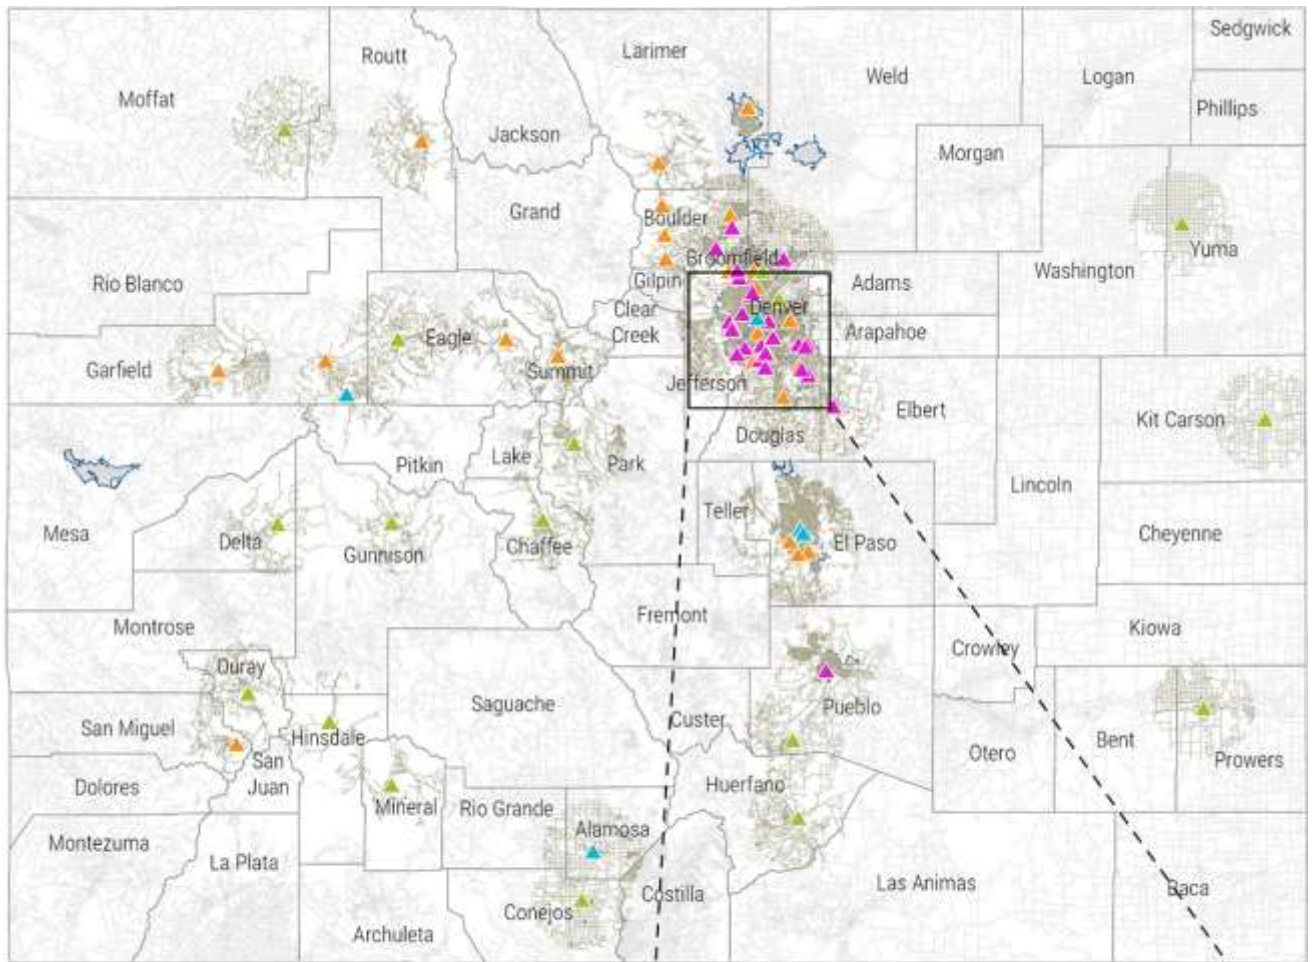 Sedgwick
Routt
Larimer
Weld
Logan
Moffat
Phillips
Jackson
Morgan
Grand
Boulder
Yuma
Broomfield
Washington
Rio Blanco
Gilpin
Adams
Clear
Creek
Denver
Eagle
Arapahoe
Garfield
Summit
Jefferson
Elbert
Kit Carson
Douglas
Pitkin
Lake
Park
Lincoln
Teller
Mesa
Delta
Gunnison
Chaffee
El Paso
Cheyenne
Fremont
Montrose
Kiowa
Crowley
Ouray
Saguache
Custer
Pueblo
San Miguel
Hinsdale
Otero
Bent
Prowers
San
Juan
Dolores
Mineral
Rio Grande
Huerfano
Alamosa
Montezuma
La Plata
Las Animas
Costilla
Baca
Conejos
Archuleta